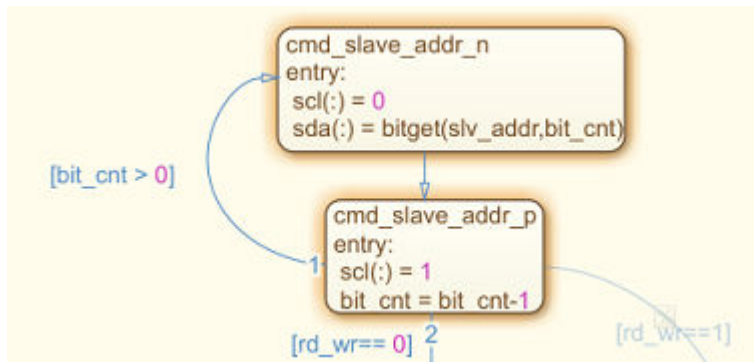 cmd_slave_addr_n
entry:
scl(:) = 0
sda(:) = bitget(slv_addr,bit_cnt)
[bit_cnt > 0]
cmd_slave_addr_p
entry:
scl(:) = 1
bit_cnt = bit_cnt-1
1
2
[rd_wr== 0]
[rd_wr==1]